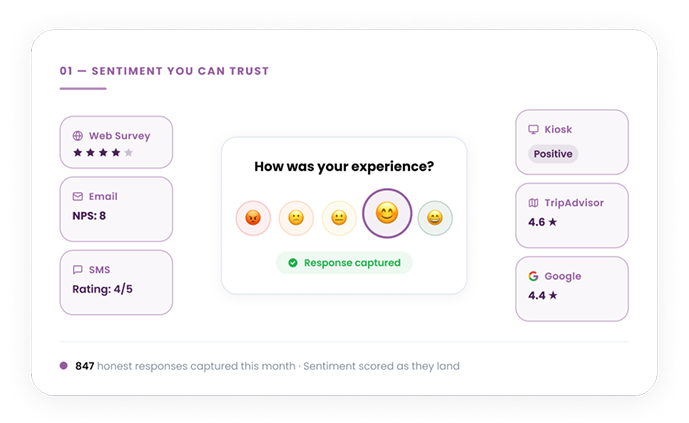 01 — SENTIMENT YOU CAN TRUST
Web Survey
Email
NPS: 8
SMS
Rating: 4/5
How was your experience?
Response captured
Kiosk
Positive
TripAdvisor
4.6 ★
Google
4.4 ★
847 honest responses captured this month · Sentiment scored as they land